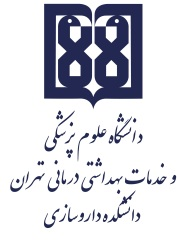 دانشگاه علوم پزشکی
و خدمات بهداشتی درمانی تهران
دانشکده داروسازی